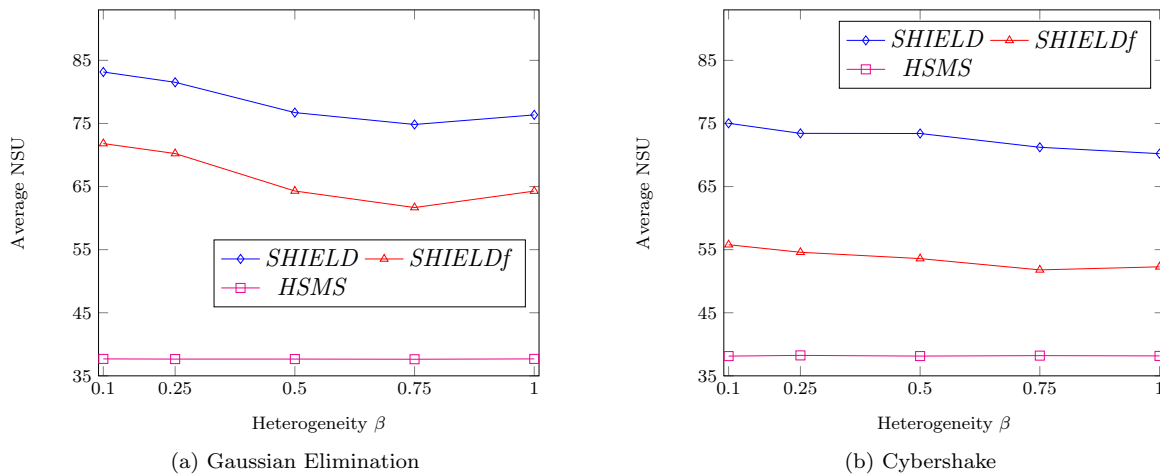 85
75
65
55
45
35
0.1 0.25 0.5 0.75 1
Average NSU
Heterogeneity β
SHIELD SHIELDf
HSMS
(a) Gaussian Elimination
85
75
65
55
45
35
0.1 0.25 0.5 0.75 1
Average NSU
Heterogeneity β
SHIELD SHIELDf
HSMS
(b) Cybershake